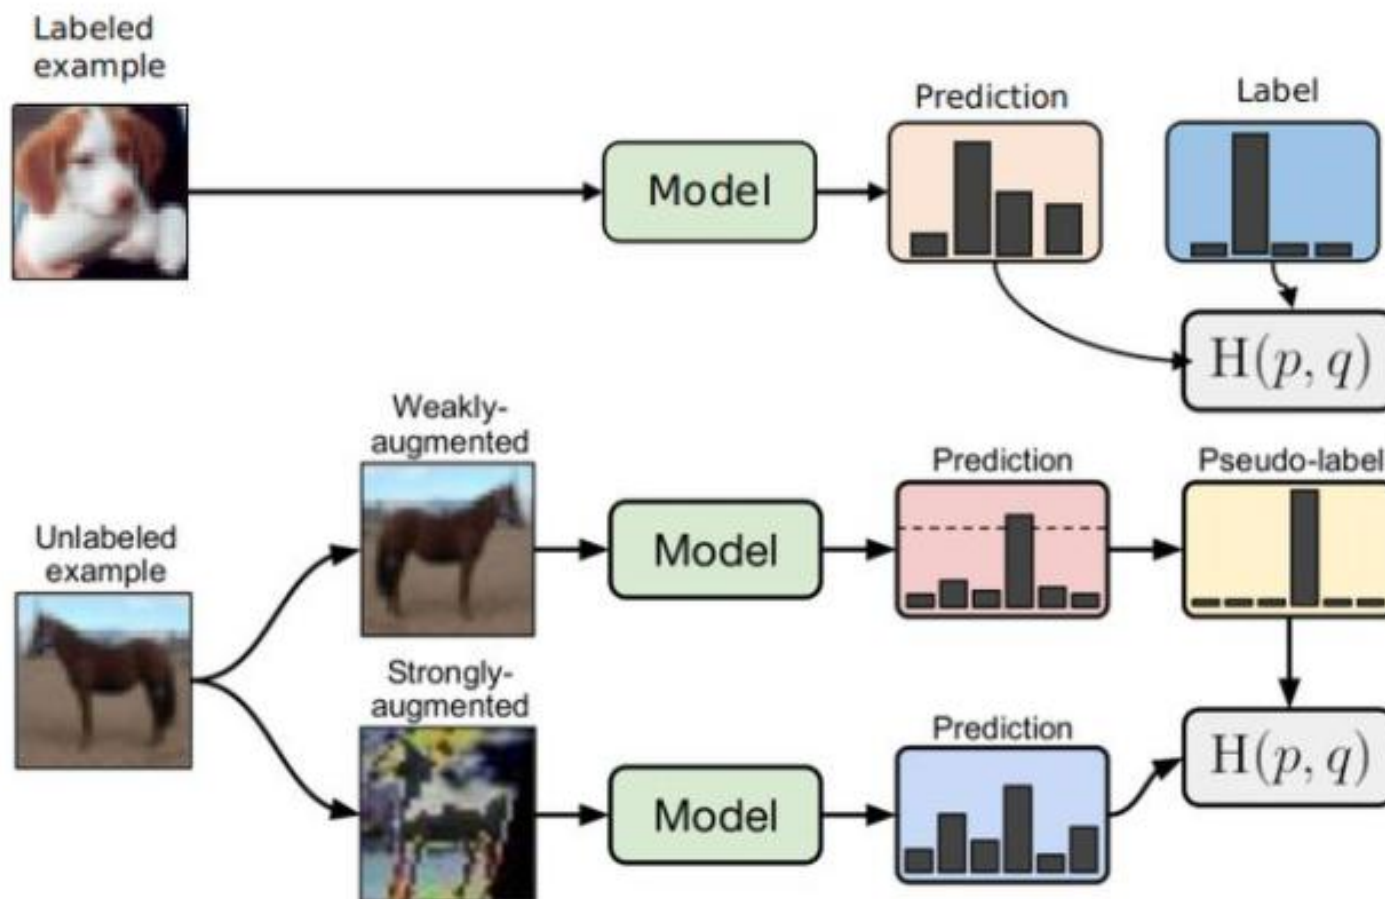 Labeled
example
Model
Prediction
Label
H(p, q)
Weakly-
augmented
Model
Prediction
Pseudo-label
Unlabeled
example
Strongly-
augmented
Model
Prediction
H(p, q)